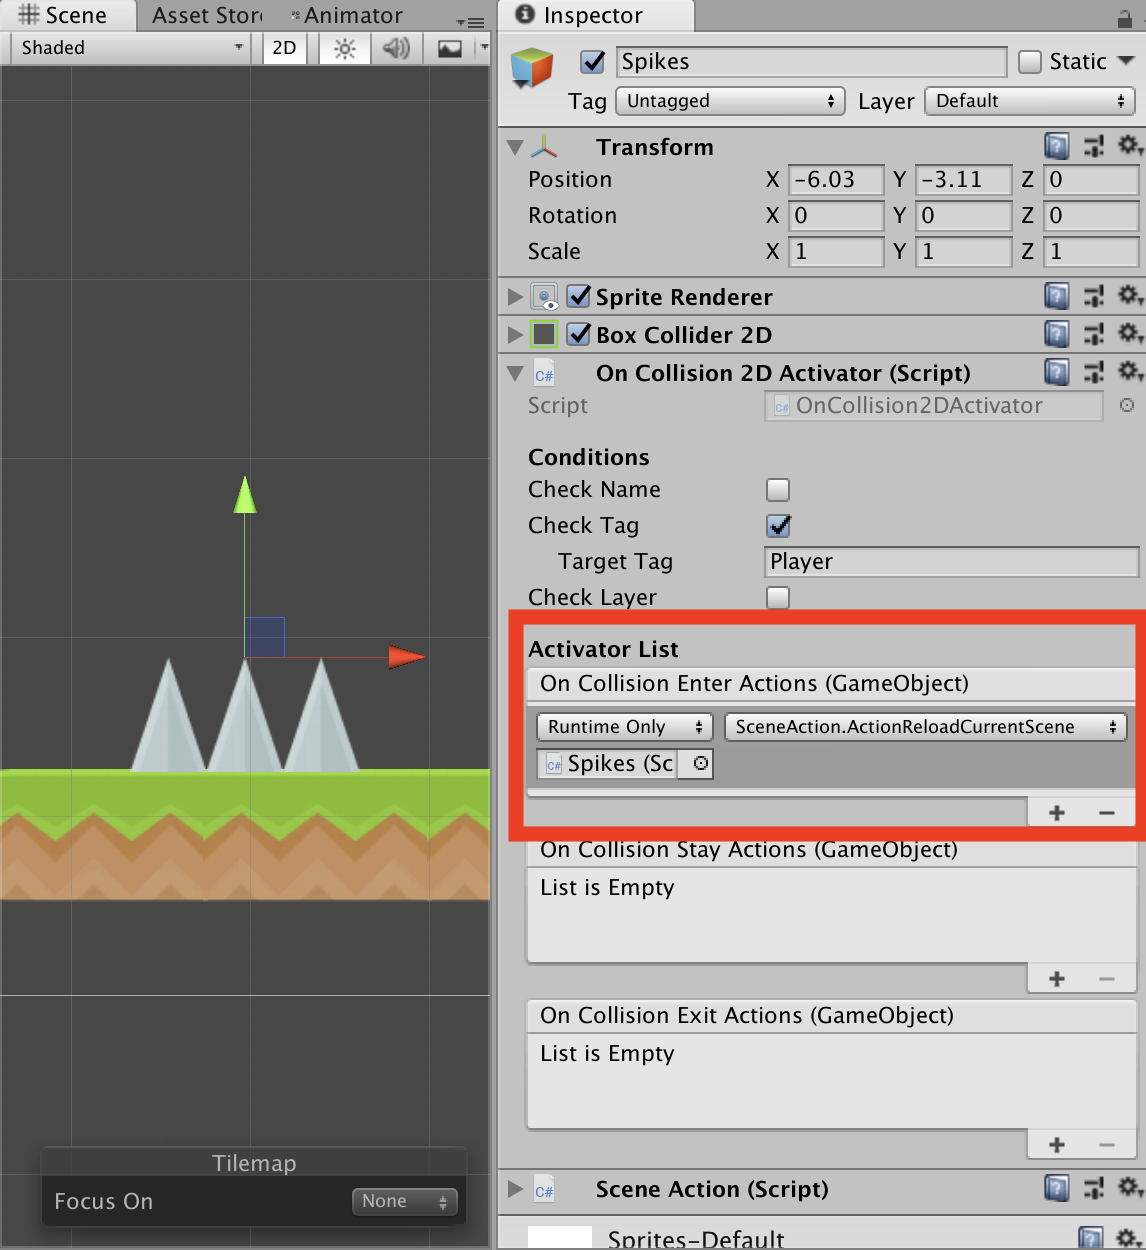 Scene
Asset Stor
Animator
Shaded
2D
Tilemap
Focus On
None
Inspector
Spikes
Static
Tag
Untagged
Layer
Default
Transform
Position X -6.03 Y -3.11 Z 0
Rotation X 0 Y 0 Z 0
Scale X 1 Y 1 Z 1
Sprite Renderer
Box Collider 2D
C# On Collision 2D Activator (Script)
Script C# OnCollision2DActivator
Conditions
Check Name
Check Tag
Target Tag Player
Check Layer
Activator List
On Collision Enter Actions (GameObject)
Runtime Only SceneAction.ActionReloadCurrentScene
C# Spikes (Sc
+ −
On Collision Stay Actions (GameObject)
List is Empty
+ −
On Collision Exit Actions (GameObject)
List is Empty
+ −
C# Scene Action (Script)
Sprites-Default